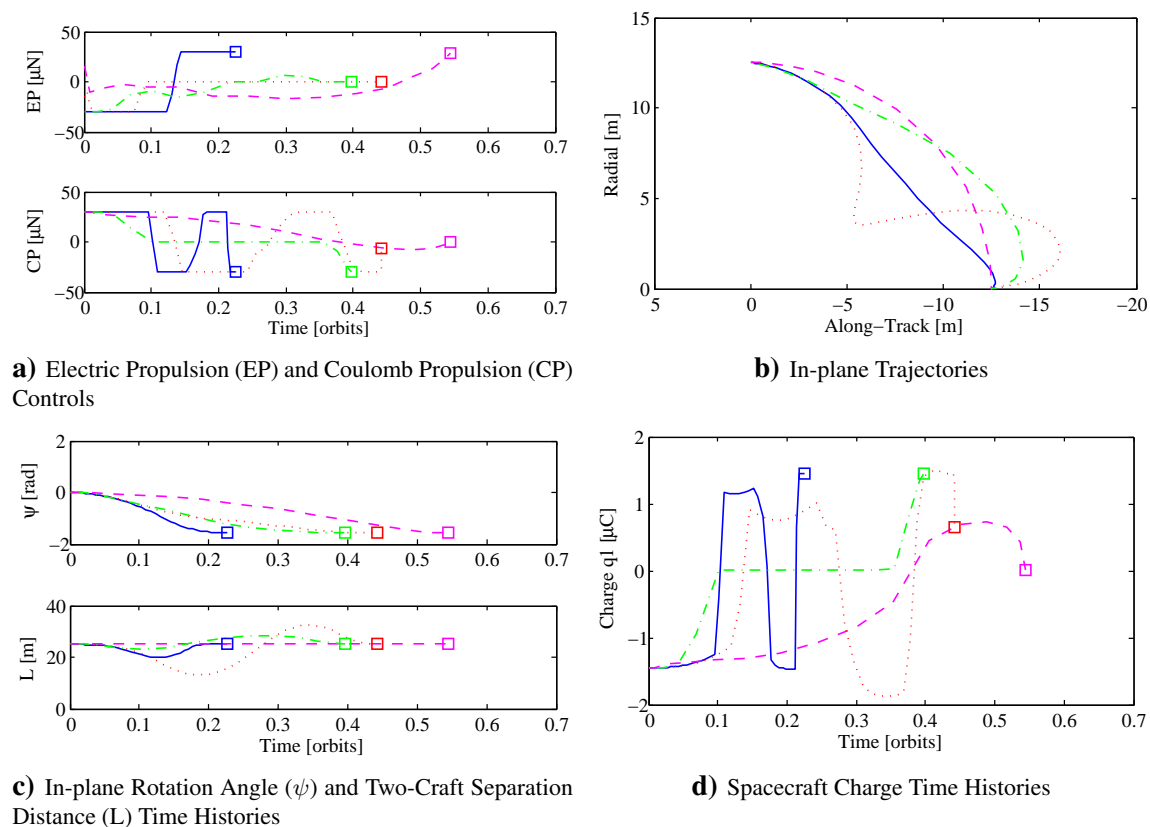 50
0
−50
EP [µN]
0 0.1 0.2 0.3 0.4 0.5 0.6 0.7
50
0
−50
CP [µN]
0 0.1 0.2 0.3 0.4 0.5 0.6 0.7
Time [orbits]
a) Electric Propulsion (EP) and Coulomb Propulsion (CP)
Controls
15
10
5
0
Radial [m]
5 0 −5 −10 −15 −20
Along−Track [m]
b) In-plane Trajectories
2
0
−2
Ψ [rad]
0 0.1 0.2 0.3 0.4 0.5 0.6 0.7
40
20
0
L [m]
0 0.1 0.2 0.3 0.4 0.5 0.6 0.7
Time [orbits]
c) In-plane Rotation Angle (ψ) and Two-Craft Separation
Distance (L) Time Histories
2
1
0
−1
−2
Charge q1 [µC]
0 0.1 0.2 0.3 0.4 0.5 0.6 0.7
Time [orbits]
d) Spacecraft Charge Time Histories